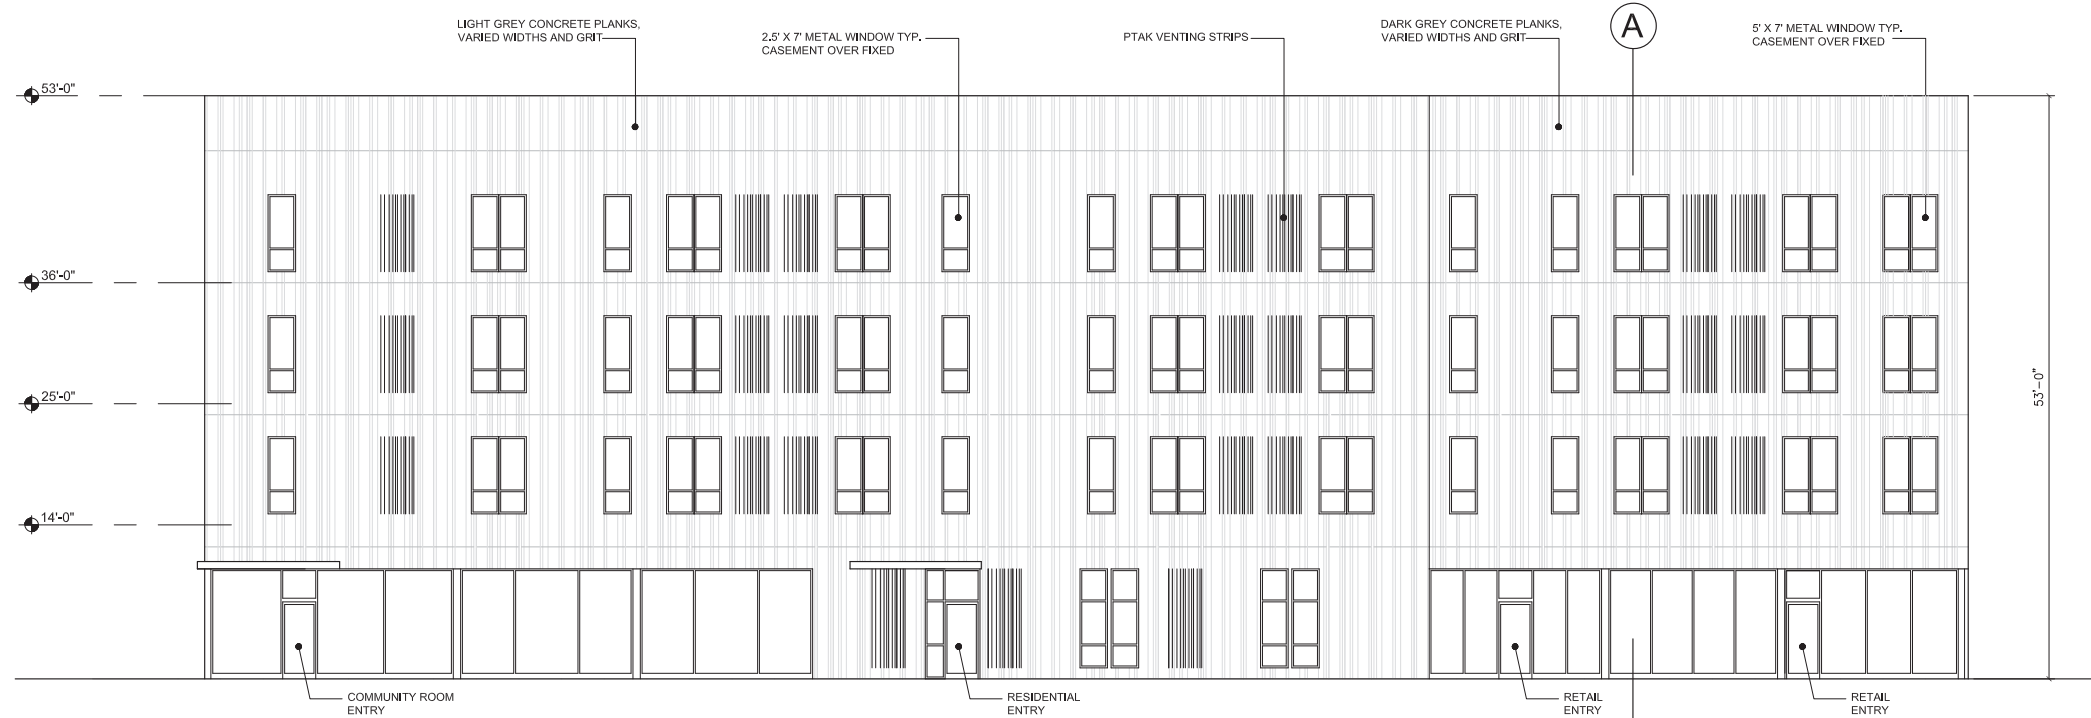 LIGHT GREY CONCRETE PLANKS,
VARIED WIDTHS AND GRIT
2.5' X 7' METAL WINDOW TYP.
CASEMENT OVER FIXED
PTAK VENTING STRIPS
DARK GREY CONCRETE PLANKS,
VARIED WIDTHS AND GRIT
A
5' X 7' METAL WINDOW TYP.
CASEMENT OVER FIXED
53'-0"
36'-0"
25'-0"
14'-0"
53'-0"
COMMUNITY ROOM
ENTRY
RESIDENTIAL
ENTRY
RETAIL
ENTRY
RETAIL
ENTRY